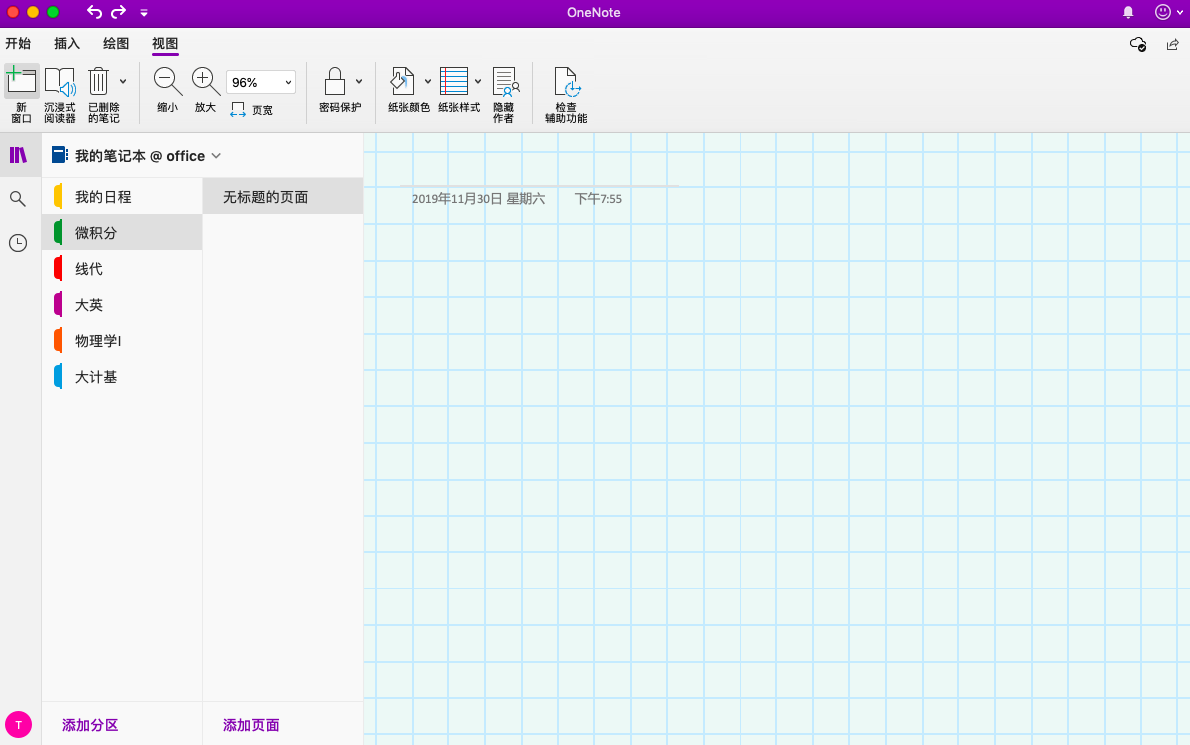 OneNote
开始 插入 绘图 视图
新
窗口
沉浸式
阅读器
已删除
的笔记
缩小
放大
96%
页宽
密码保护
纸张颜色
纸张样式
隐藏
作者
检查
辅助功能
我的笔记本 @ office
我的日程
微积分
线代
大英
物理学I
大计基
无标题的页面
2019年11月30日 星期六 下午7:55
T
添加分区
添加页面